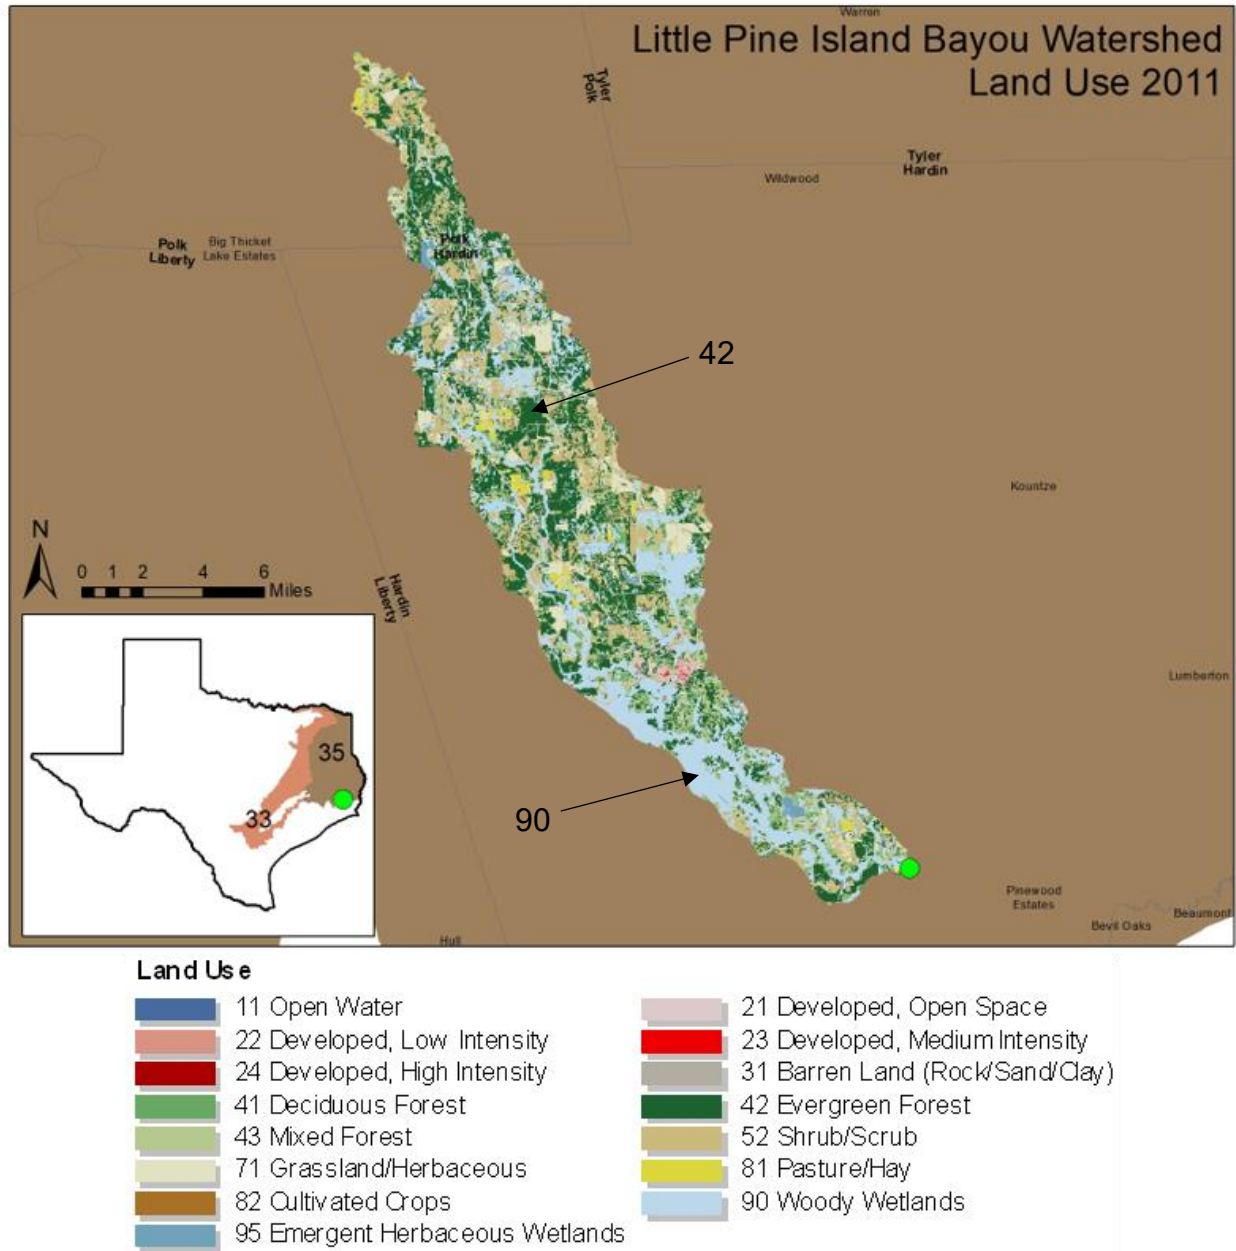 Warren
Little Pine Island Bayou Watershed
Land Use 2011
Tyler
Polk
Tyler
Hardin
Wildwood
Polk
Liberty
Big Thicket
Lake Estates
Polk
Hardin
42
Kountze
N
0 1 2 4 6
Miles
Hardin
Liberty
Lumberton
35
33
90
Pinewood
Estates
Beaumont
Bevil Oaks
Hull
Land Use
11 Open Water
21 Developed, Open Space
22 Developed, Low Intensity
23 Developed, Medium Intensity
24 Developed, High Intensity
31 Barren Land (Rock/Sand/Clay)
41 Deciduous Forest
42 Evergreen Forest
43 Mixed Forest
52 Shrub/Scrub
71 Grassland/Herbaceous
81 Pasture/Hay
82 Cultivated Crops
90 Woody Wetlands
95 Emergent Herbaceous Wetlands